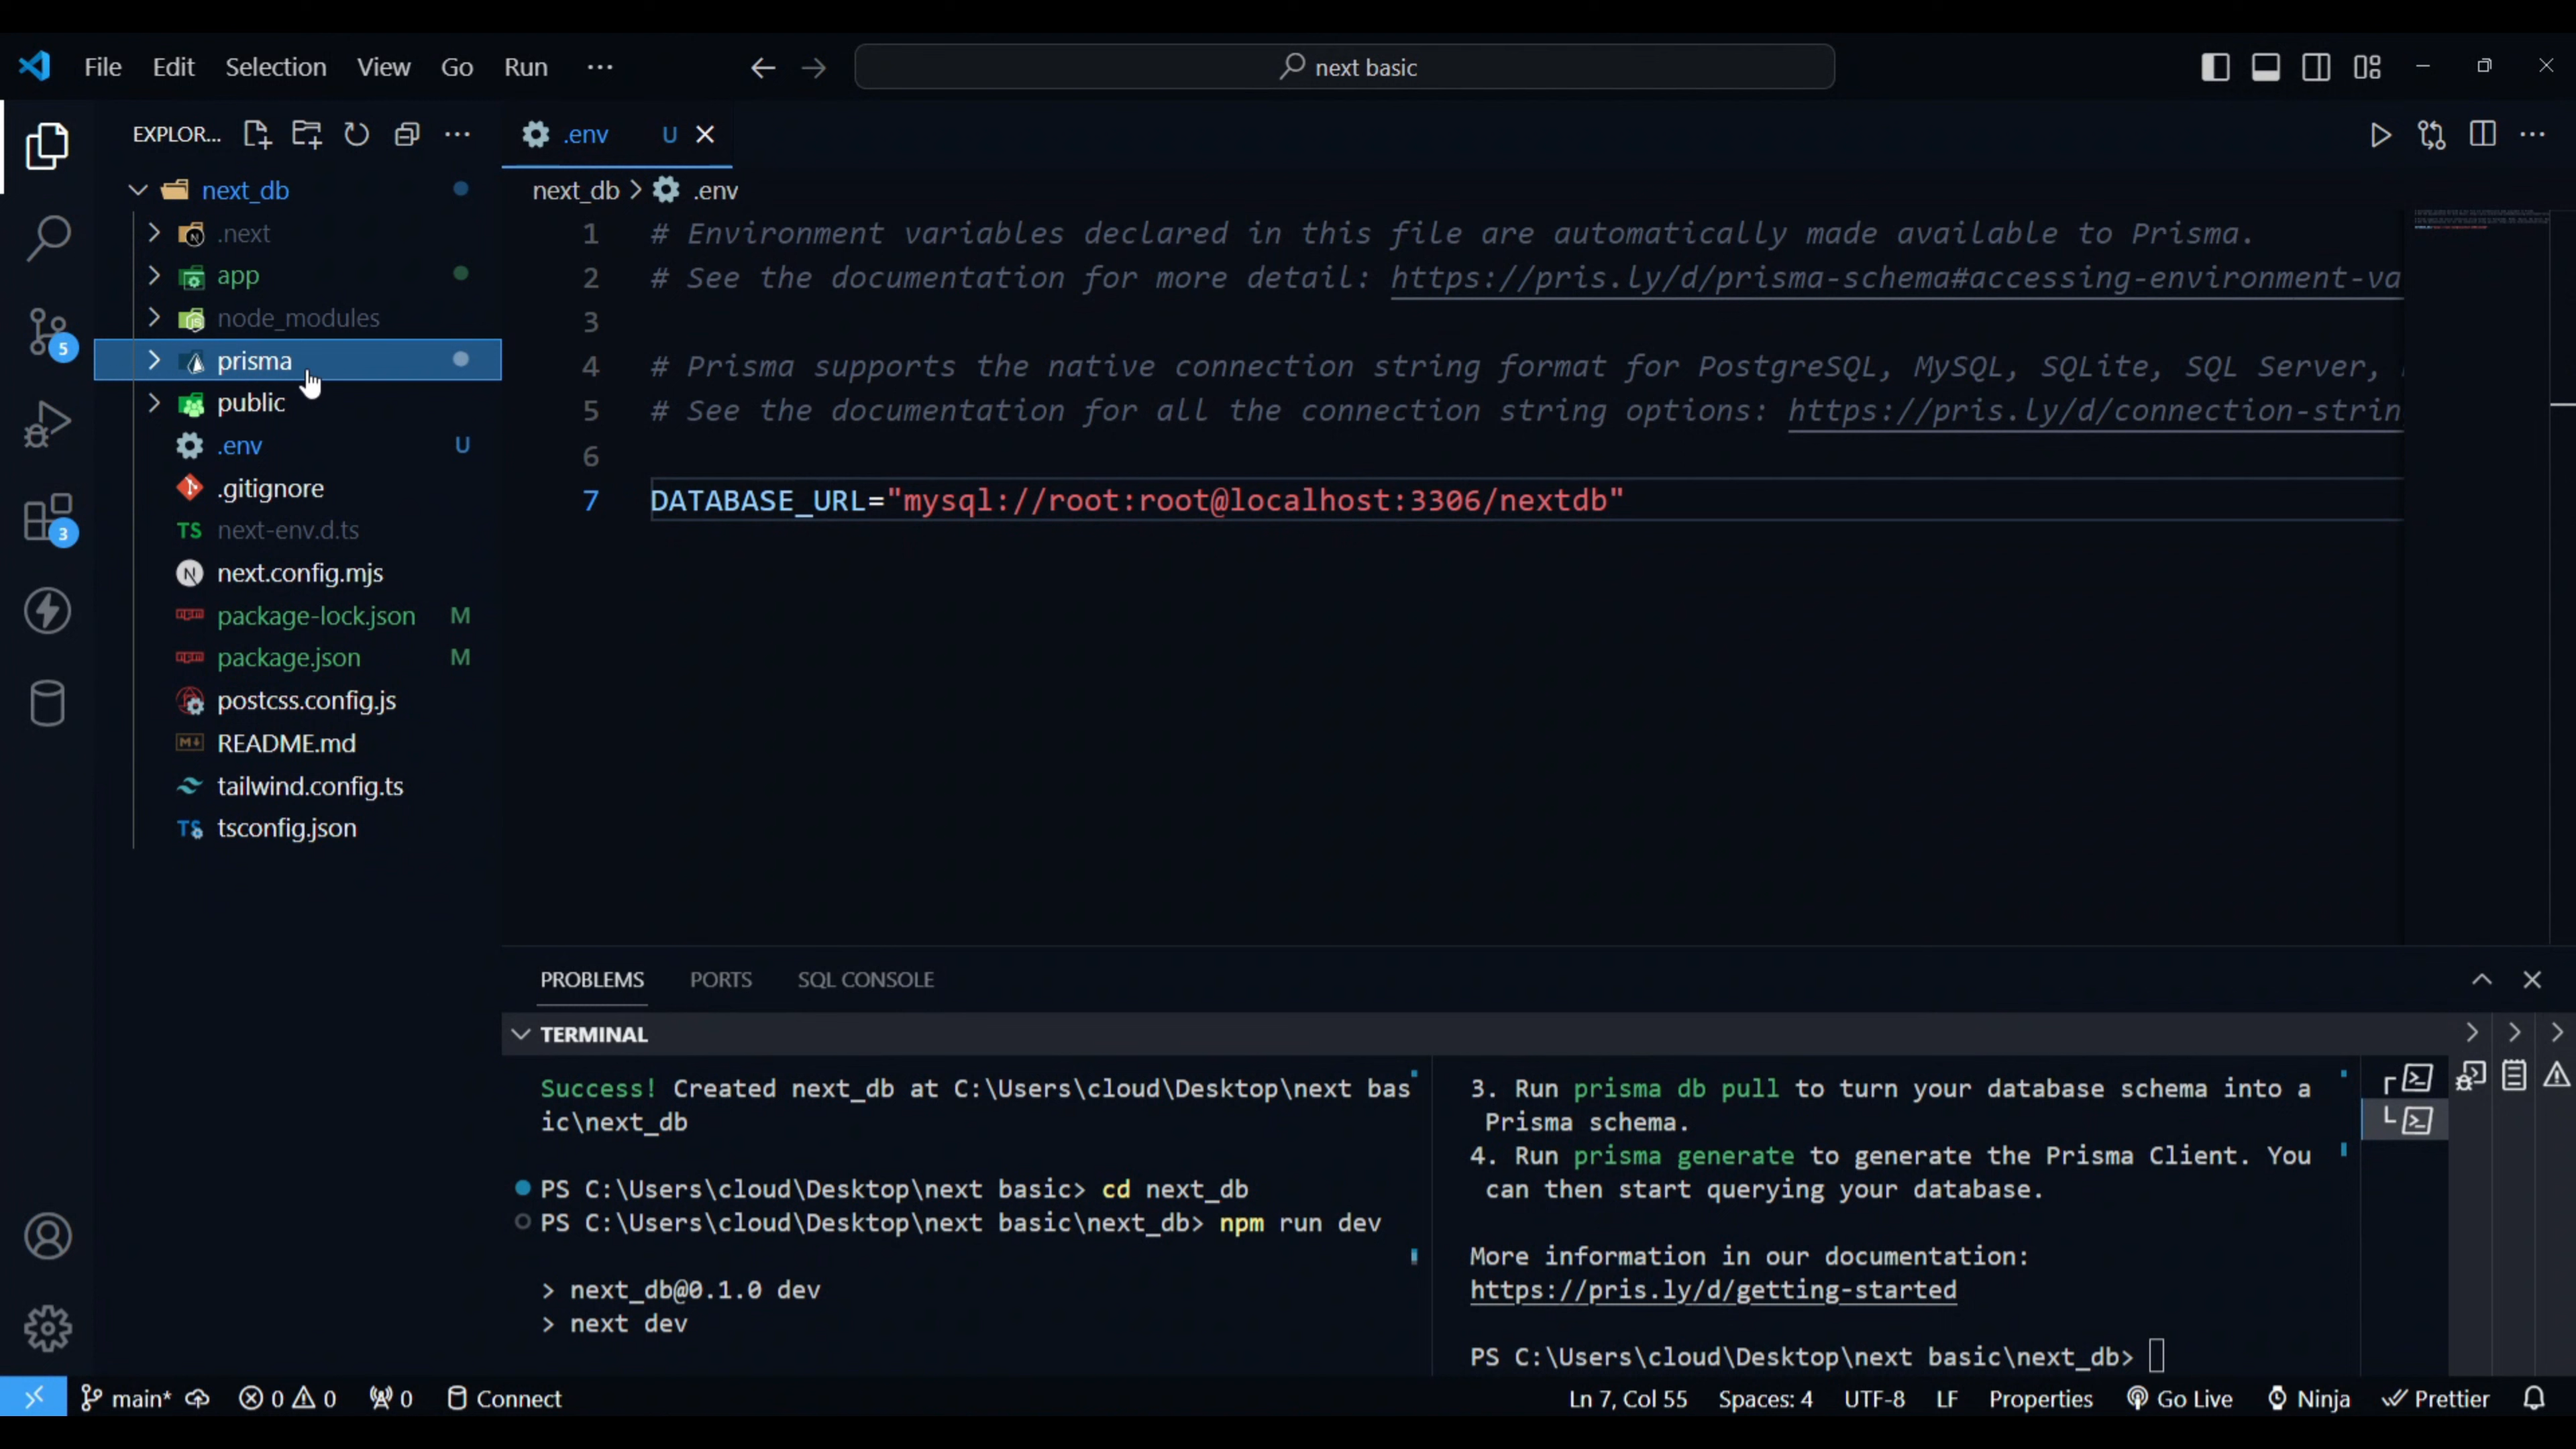 File Edit Selection View Go Run ···
next basic
EXPLOR...
.env U
next_db
next_db > .env
.next
app
node_modules
prisma
public
.env U
.gitignore
next-env.d.ts
next.config.mjs
package-lock.json M
package.json M
postcss.config.js
README.md
tailwind.config.ts
tsconfig.json
5
3
1 # Environment variables declared in this file are automatically made available to Prisma.
2 # See the documentation for more detail: https://pris.ly/d/prisma-schema#accessing-environment-va
3
4 # Prisma supports the native connection string format for PostgreSQL, MySQL, SQLite, SQL Server,
5 # See the documentation for all the connection string options: https://pris.ly/d/connection-strin
6
7 DATABASE_URL="mysql://root:root@localhost:3306/nextdb"
PROBLEMS PORTS SQL CONSOLE
TERMINAL
Success! Created next_db at C:\Users\cloud\Desktop\next bas
ic\next_db
PS C:\Users\cloud\Desktop\next basic> cd next_db
PS C:\Users\cloud\Desktop\next basic\next_db> npm run dev
> next_db@0.1.0 dev
> next dev
3. Run prisma db pull to turn your database schema into a
Prisma schema.
4. Run prisma generate to generate the Prisma Client. You
can then start querying your database.
More information in our documentation:
https://pris.ly/d/getting-started
PS C:\Users\cloud\Desktop\next basic\next_db>
main* 0 0 0 Connect Ln 7, Col 55 Spaces: 4 UTF-8 LF Properties Go Live Ninja Prettier